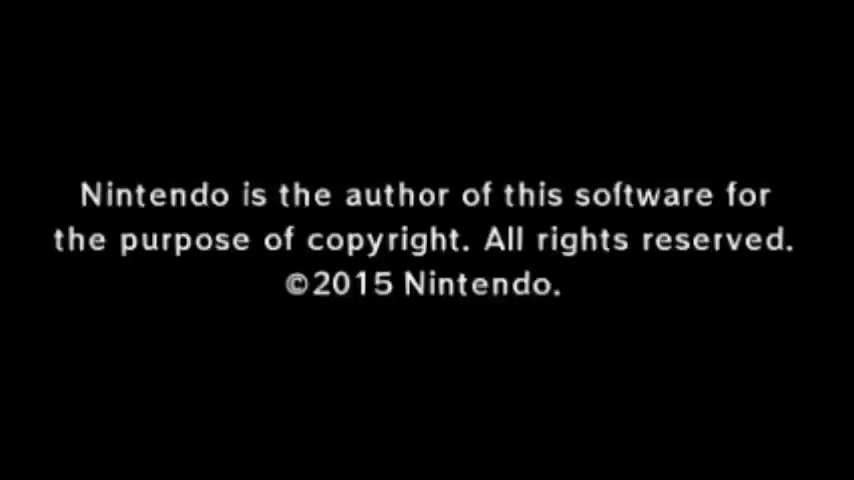 Nintendo is the author of this software for
the purpose of copyright. All rights reserved.
©2015 Nintendo.